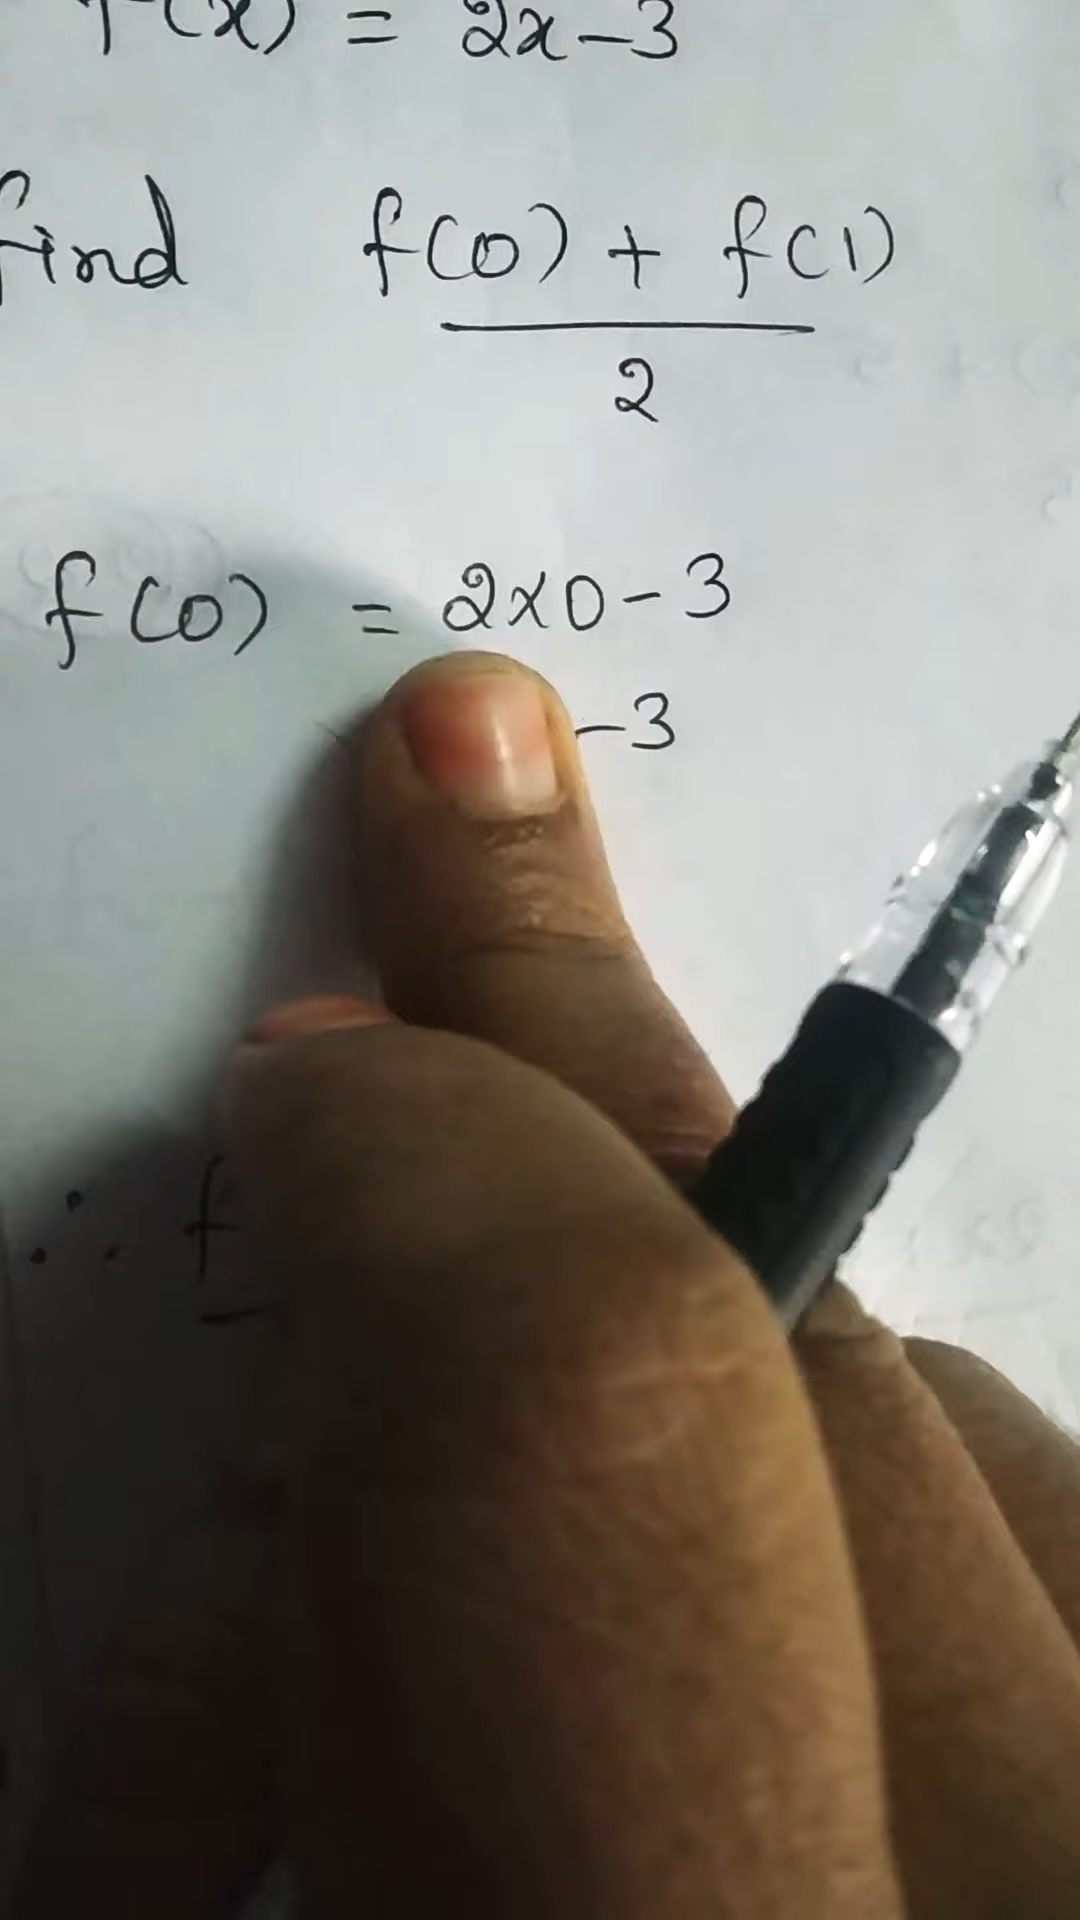 f(x) = 2x-3
find f(0) + f(1)
2
f(0) = 2x0-3
-3
∴ f